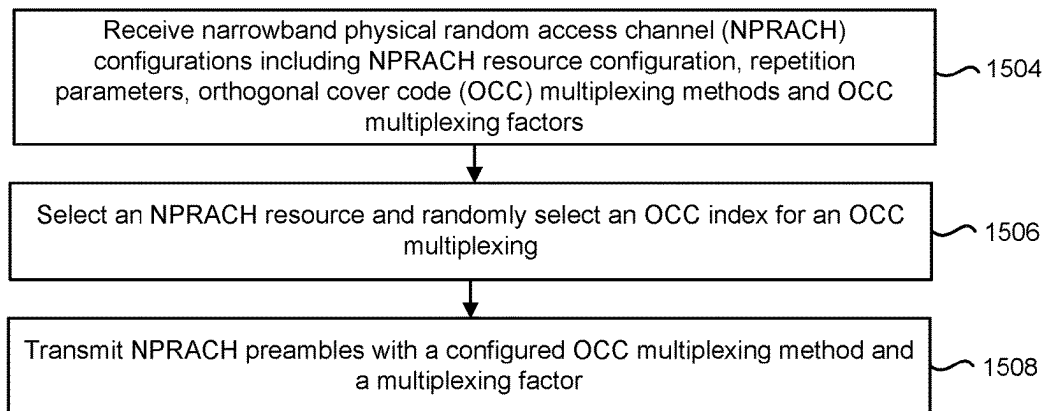 Receive narrowband physical random access channel (NPRACH)
configurations including NPRACH resource configuration, repetition
parameters, orthogonal cover code (OCC) multiplexing methods and OCC
multiplexing factors
1504
Select an NPRACH resource and randomly select an OCC index for an OCC
multiplexing
1506
Transmit NPRACH preambles with a configured OCC multiplexing method and
a multiplexing factor
1508